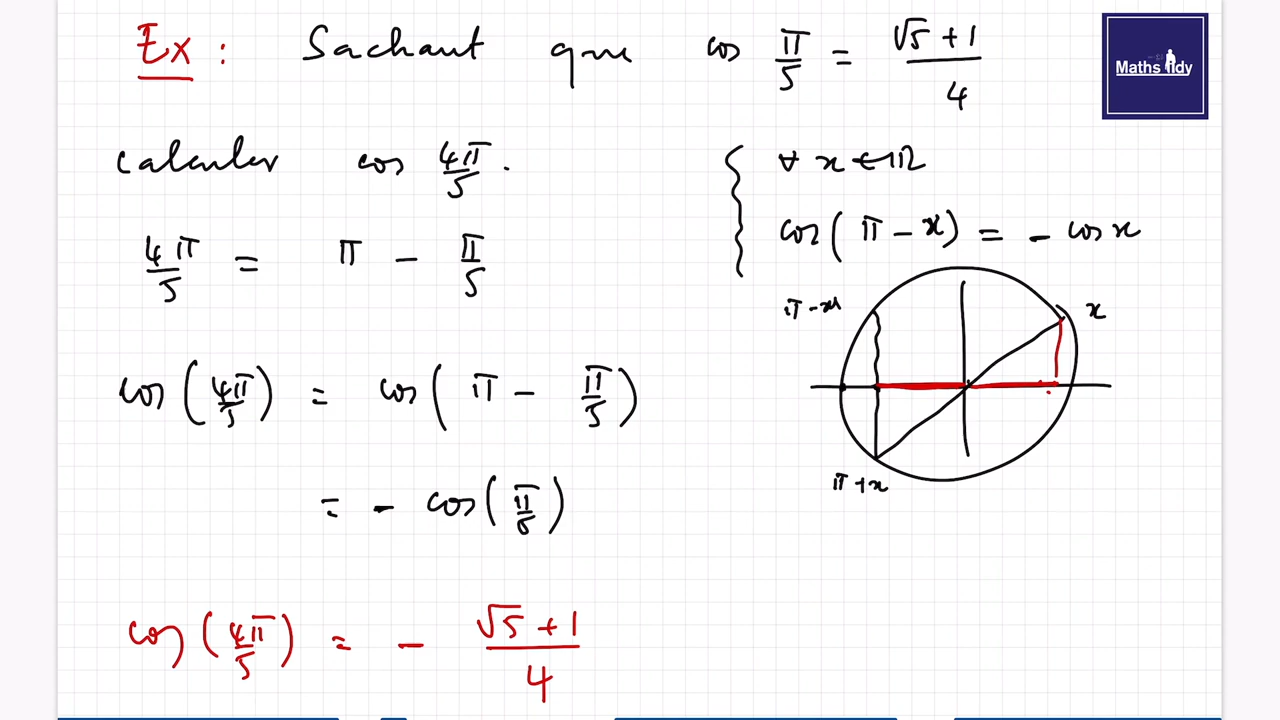 Ex : Sachant que cos π/5 = (√5 + 1)/4
Maths Tidy
calculer cos 4π/5 .
4π/5 = π − π/5
cos(4π/5) = cos(π − π/5)
= − cos(π/5)
cos(4π/5) = − (√5 + 1)/4
∀ x ∈ ℝ
cos(π − x) = − cos x
π − x
x
π + x